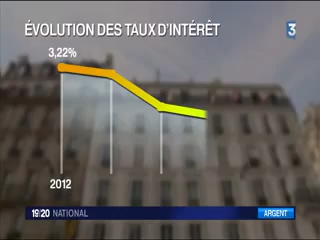 ÉVOLUTION DES TAUX D'INTÉRÊT
3
3,22%
2012
19:20 NATIONAL
ARGENT